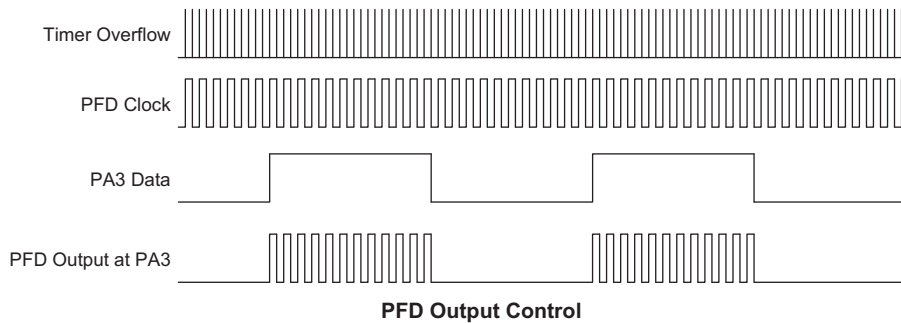 Timer Overflow
PFD Clock
PA3 Data
PFD Output at PA3
PFD Output Control